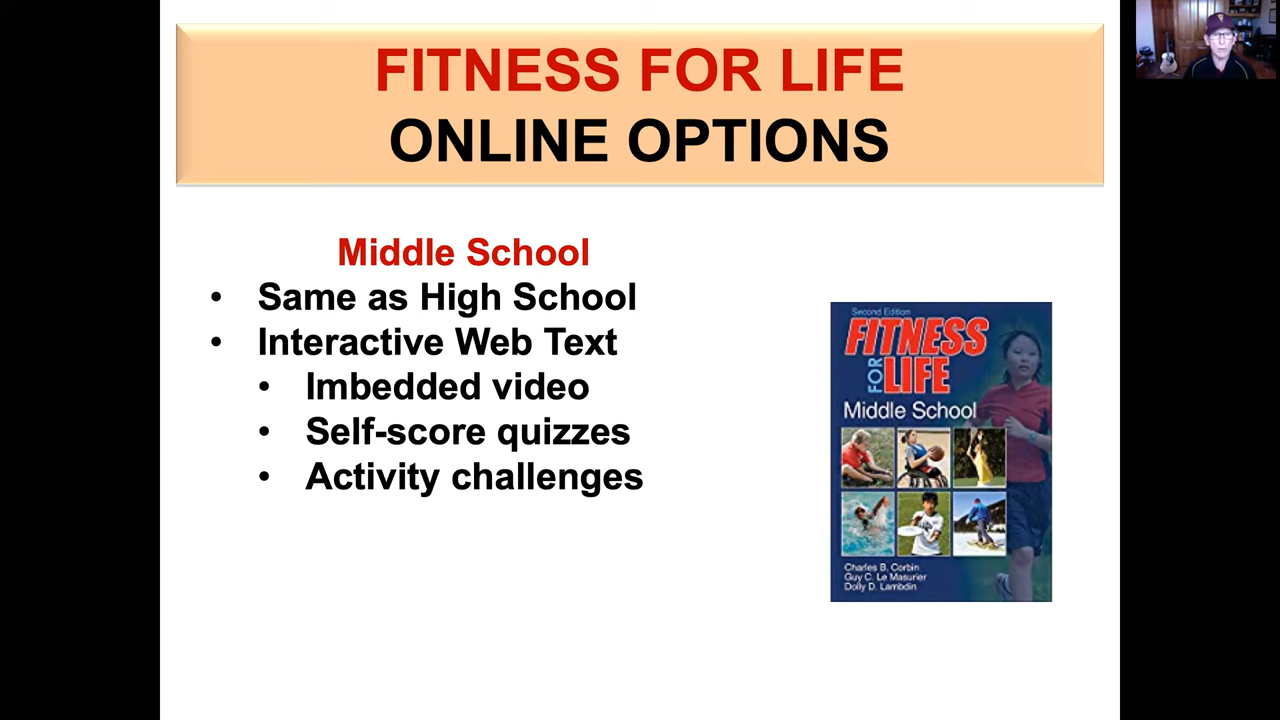 FITNESS FOR LIFE
ONLINE OPTIONS
Middle School
• Same as High School
• Interactive Web Text
• Imbedded video
• Self-score quizzes
• Activity challenges
Second Edition
FITNESS
FOR
LIFE
Middle School
Charles B. Corbin
Guy C. Le Masurier
Dolly D. Lambdin